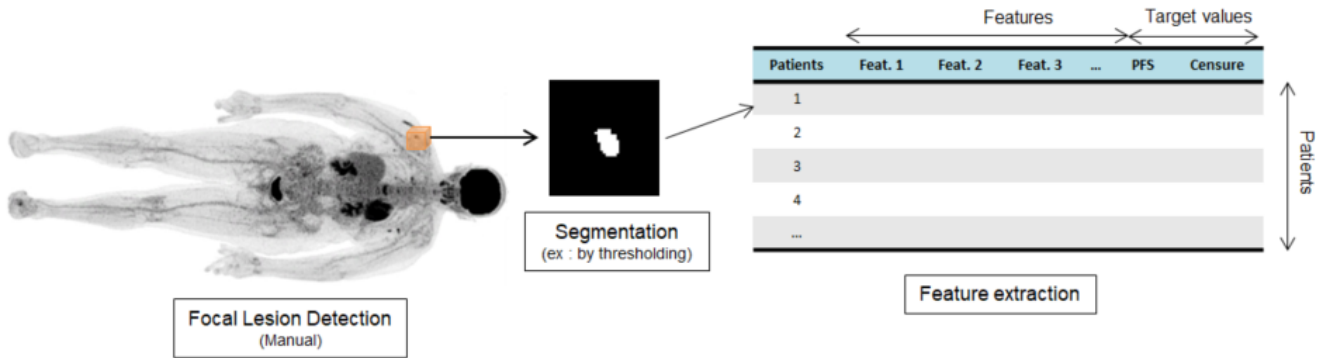 Features
Target values
Patients Feat. 1 Feat. 2 Feat. 3 ... PFS Censure
1
2
3
4
...
Patients
Segmentation
(ex : by thresholding)
Feature extraction
Focal Lesion Detection
(Manual)